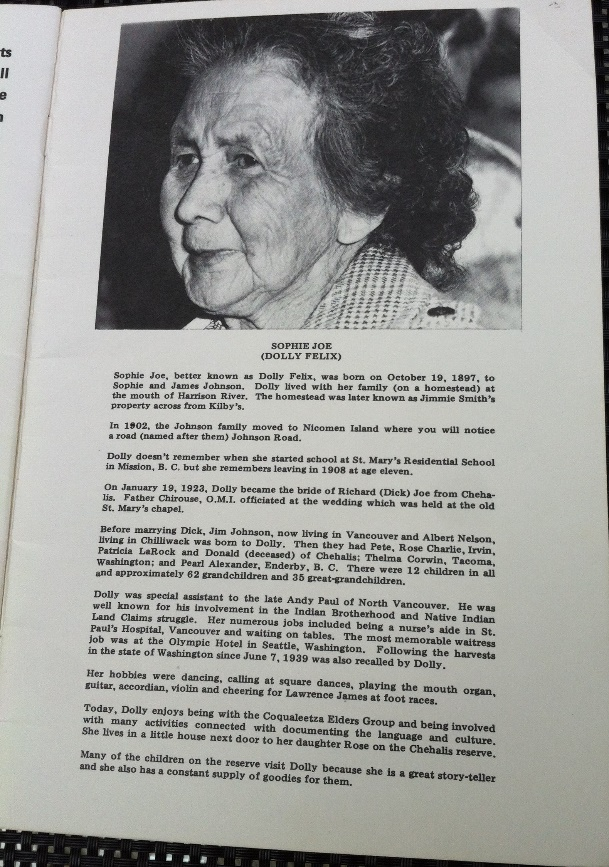 ts
ll
e
n
SOPHIE JOE
(DOLLY FELIX)
Sophie Joe, better known as Dolly Felix, was born on October 19, 1897, to
Sophie and James Johnson. Dolly lived with her family (on a homestead) at
the mouth of Harrison River. The homestead was later known as Jimmie Smith's
property across from Kilby's.
In 1902, the Johnson family moved to Nicomen Island where you will notice
a road (named after them) Johnson Road.
Dolly doesn't remember when she started school at St. Mary's Residential School
in Mission, B. C. but she remembers leaving in 1908 at age eleven.
On January 19, 1923, Dolly became the bride of Richard (Dick) Joe from Cheha-
lis. Father Chirouse, O.M.I. officiated at the wedding which was held at the old
St. Mary's chapel.
Before marrying Dick, Jim Johnson, now living in Vancouver and Albert Nelson,
living in Chilliwack was born to Dolly. Then they had Pete, Rose Charlie, Irvin,
Patricia LaRock and Donald (deceased) of Chehalis; Thelma Corwin, Tacoma,
Washington; and Pearl Alexander, Enderby, B. C. There were 12 children in all
and approximately 62 grandchildren and 35 great-grandchildren.
Dolly was special assistant to the late Andy Paul of North Vancouver. He was
well known for his involvement in the Indian Brotherhood and Native Indian
Land Claims struggle. Her numerous jobs included being a nurse's aide in St.
Paul's Hospital, Vancouver and waiting on tables. The most memorable waitress
job was at the Olympic Hotel in Seattle, Washington. Following the harvests
in the state of Washington since June 7, 1939 was also recalled by Dolly.
Her hobbies were dancing, calling at square dances, playing the mouth organ,
guitar, accordian, violin and cheering for Lawrence James at foot races.
Today, Dolly enjoys being with the Coqualeetza Elders Group and being involved
with many activities connected with documenting the language and culture.
She lives in a little house next door to her daughter Rose on the Chehalis reserve.
Many of the children on the reserve visit Dolly because she is a great story-teller
and she also has a constant supply of goodies for them.